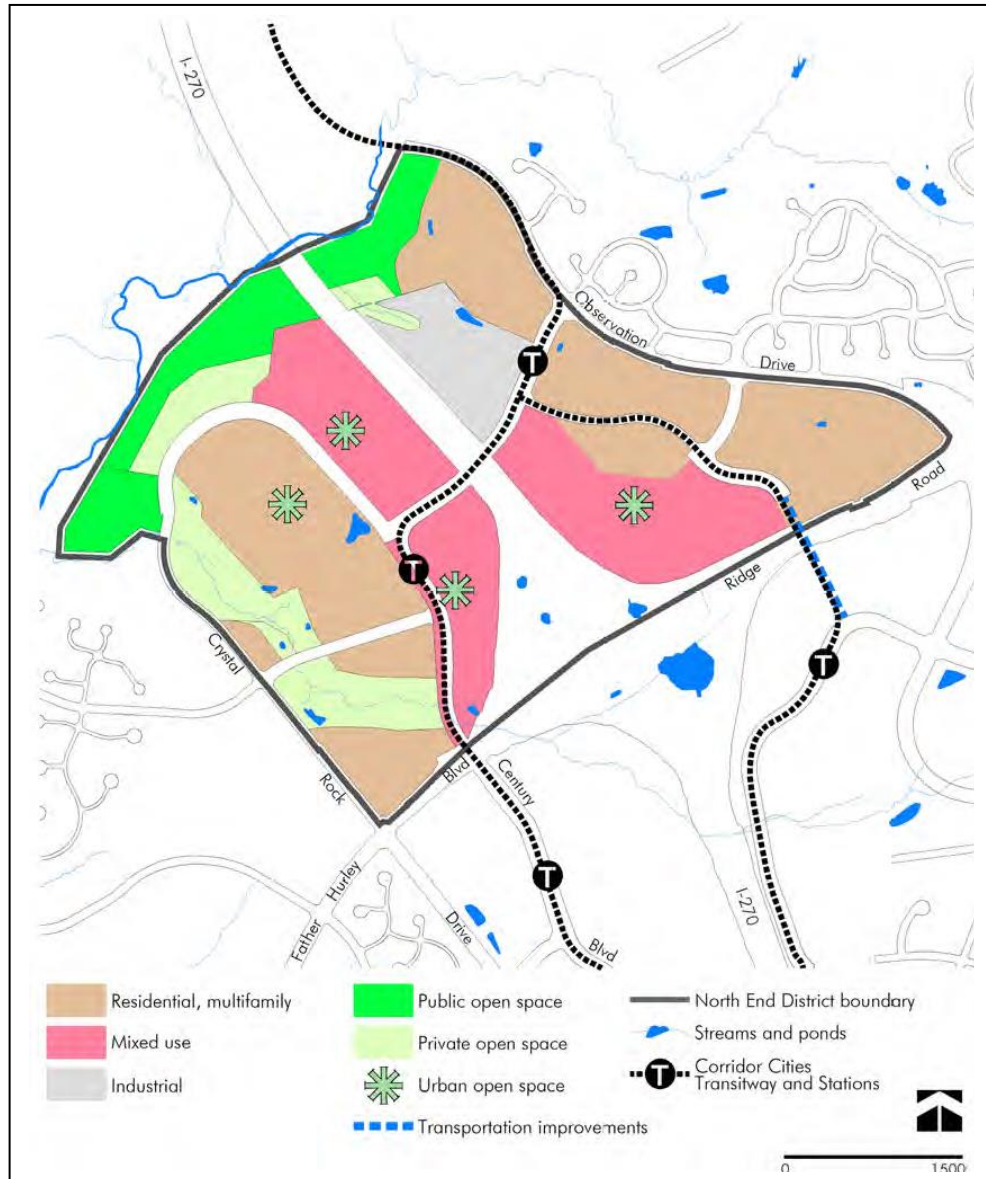 I-270
Observation
Drive
Road
Ridge
Crystal
Rock
Drive
Father
Hurley
Blvd
Century
Blvd
I-270
T
T
T
T
Residential, multifamily
Mixed use
Industrial
Public open space
Private open space
Urban open space
Transportation improvements
North End District boundary
Streams and ponds
T
Corridor Cities
Transitway and Stations
0
1500